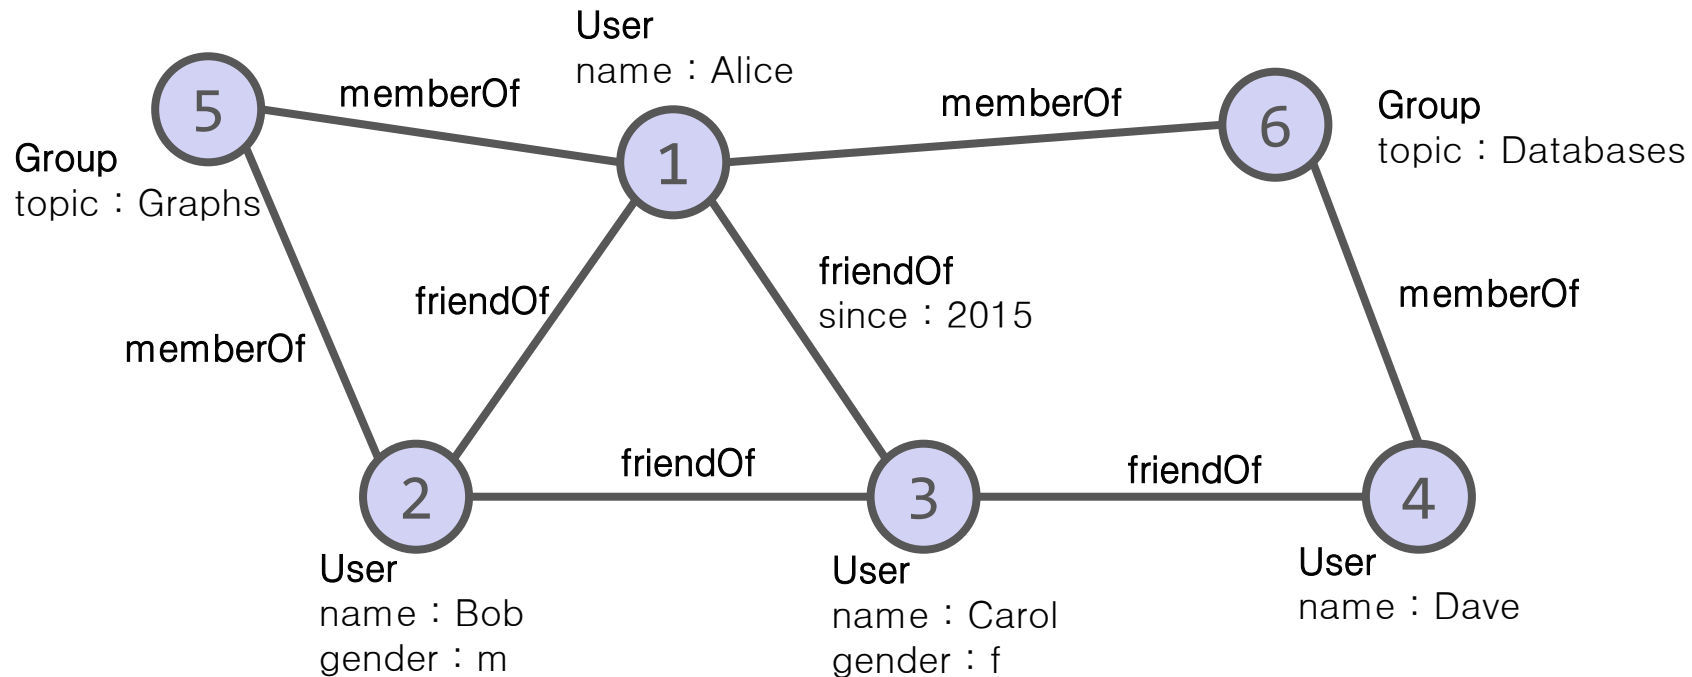 User
name : Alice
5
memberOf
1
memberOf
6
Group
topic : Databases
Group
topic : Graphs
friendOf
friendOf
since : 2015
memberOf
memberOf
2
friendOf
3
friendOf
4
User
name : Bob
gender : m
User
name : Carol
gender : f
User
name : Dave